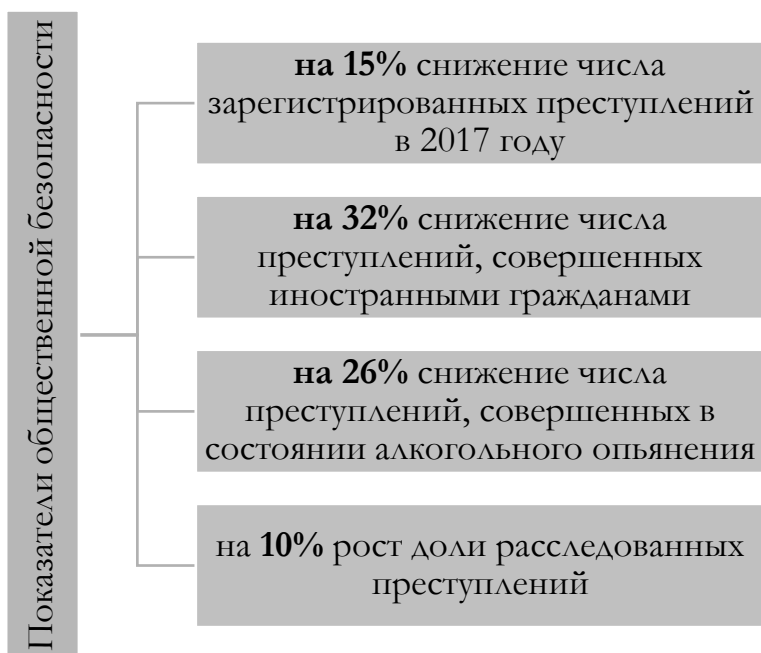 Показатели общественной безопасности
на 15% снижение числа
зарегистрированных преступлений
в 2017 году
на 32% снижение числа
преступлений, совершенных
иностранными гражданами
на 26% снижение числа
преступлений, совершенных в
состоянии алкогольного опьянения
на 10% рост доли расследованных
преступлений